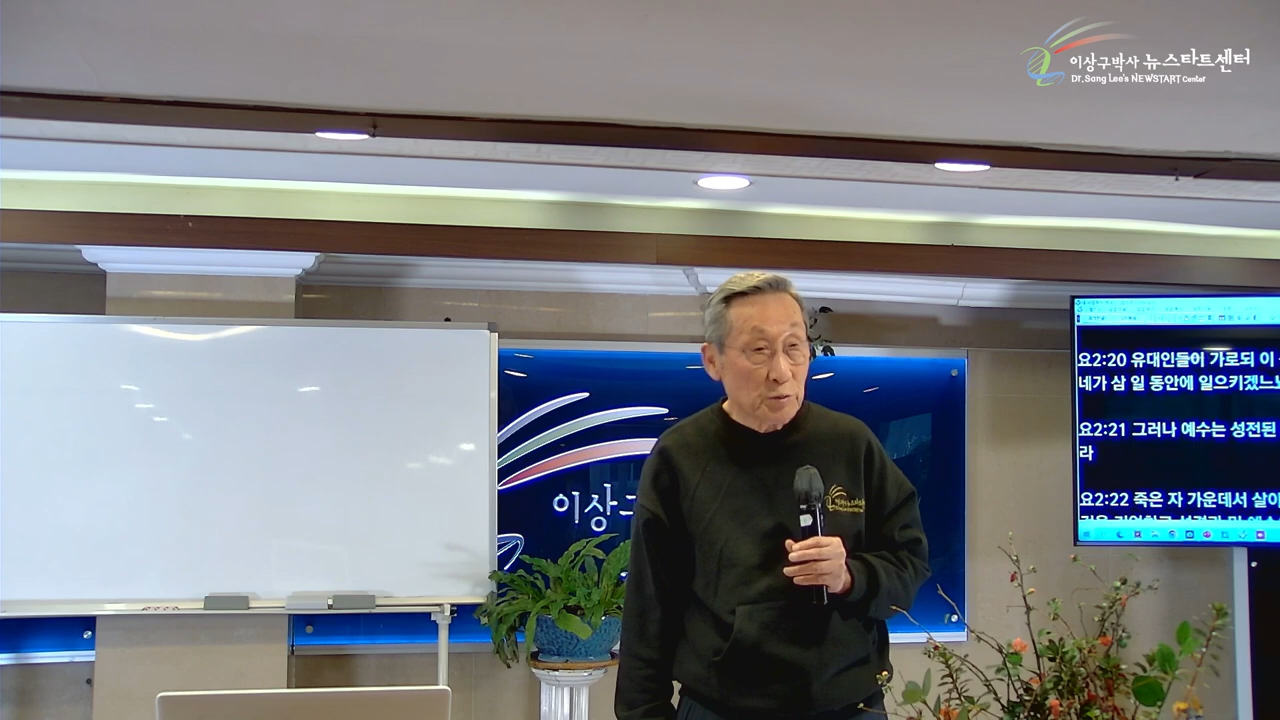 이상구박사 뉴스타트센터
Dr. Sang Lee's NEWSTART Center
요2:20 유대인들이 가로되 이
네가 삼 일 동안에 일으키겠느냐
요2:21 그러나 예수는 성전된
라
요2:22 죽은 자 가운데서 살아
이상구